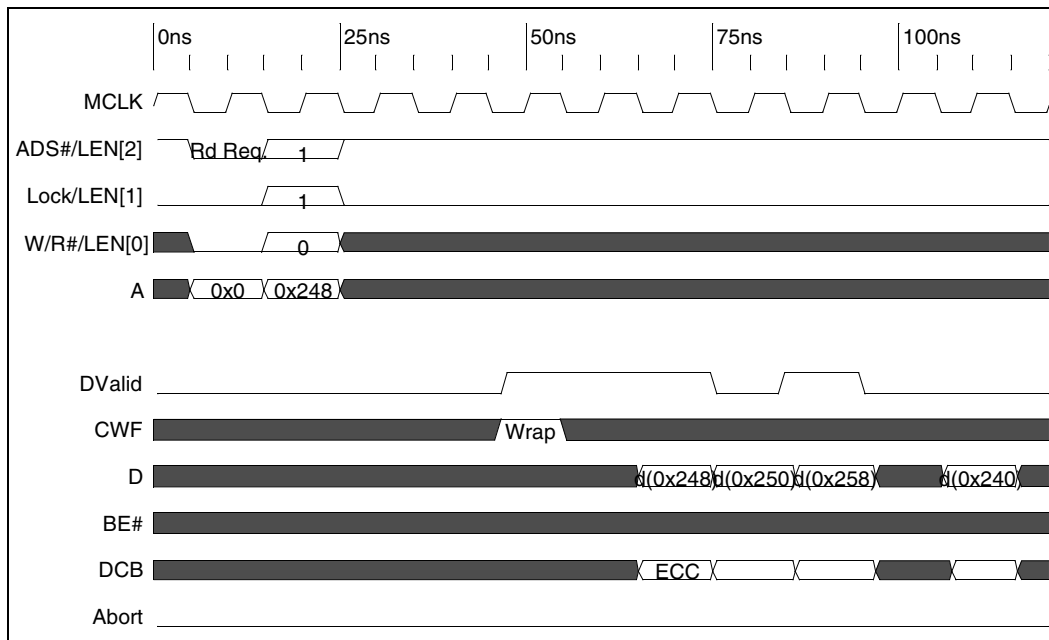 0ns 25ns 50ns 75ns 100ns
MCLK
ADS#/LEN[2] Rd Req. 1
Lock/LEN[1] 1
W/R#/LEN[0] 0
A 0x0 0x248
DValid
CWF Wrap
D d(0x248) d(0x250) d(0x258) d(0x240)
BE#
DCB ECC
Abort